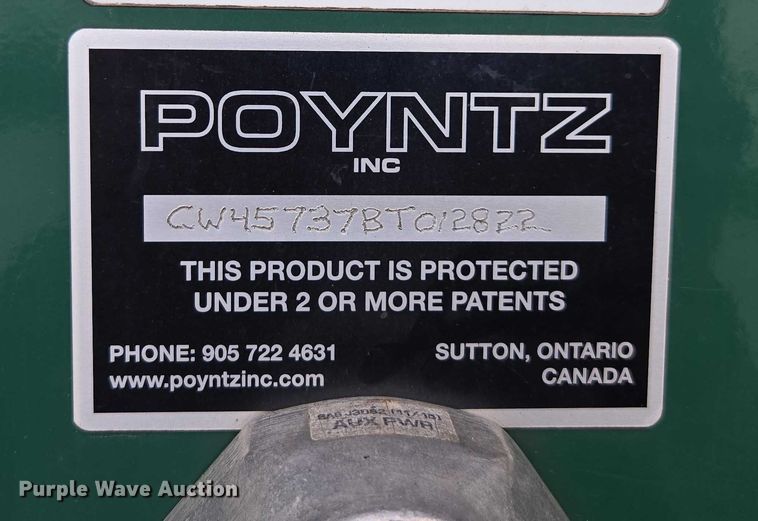 POYNTZ
INC
CW45737BT012822
THIS PRODUCT IS PROTECTED
UNDER 2 OR MORE PATENTS
PHONE: 905 722 4631
www.poyntzinc.com
SUTTON, ONTARIO
CANADA
AUX PWR
Purple Wave Auction